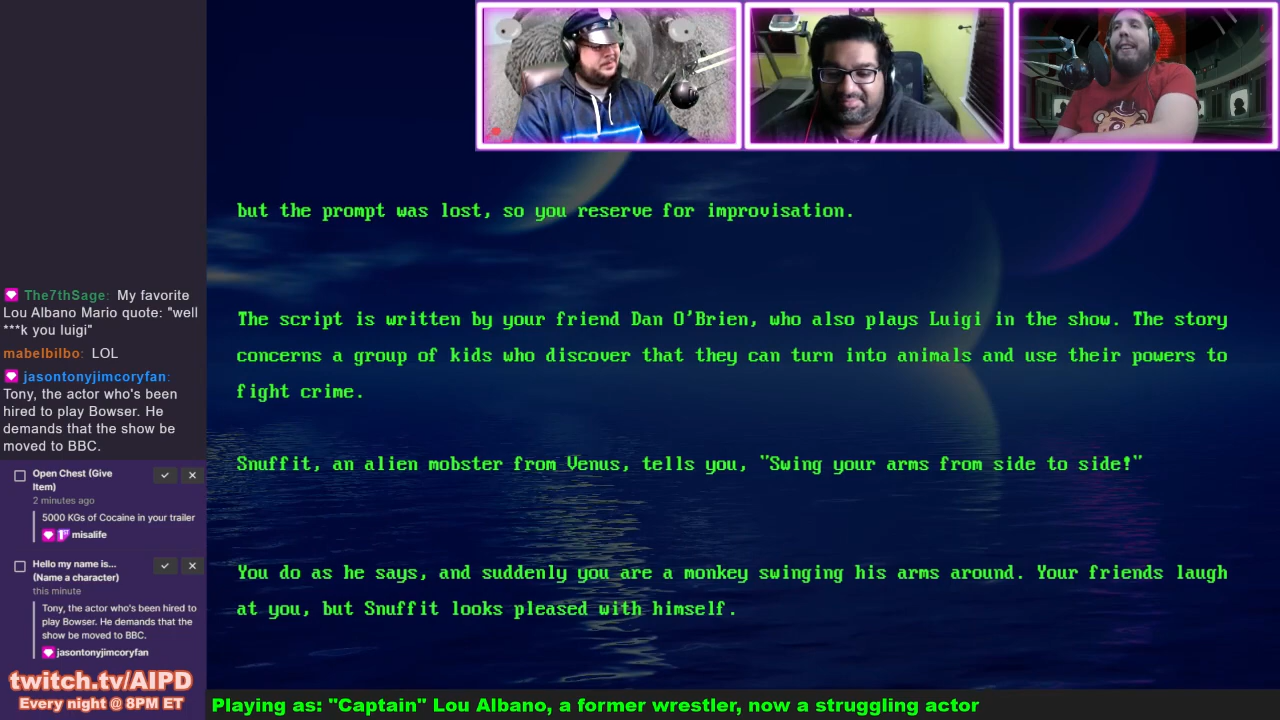 but the prompt was lost, so you reserve for improvisation.
The script is written by your friend Dan O'Brien, who also plays Luigi in the show. The story
concerns a group of kids who discover that they can turn into animals and use their powers to
fight crime.
Snuffit, an alien mobster from Venus, tells you, "Swing your arms from side to side!"
You do as he says, and suddenly you are a monkey swinging his arms around. Your friends laugh
at you, but Snuffit looks pleased with himself.
The7thSage: My favorite
Lou Albano Mario quote: "well
***k you luigi"
mabelbilbo: LOL
jasontonyjimcoryfan:
Tony, the actor who's been
hired to play Bowser. He
demands that the show be
moved to BBC.
Open Chest (Give
Item)
2 minutes ago
5000 KGs of Cocaine in your trailer
1ST misalife
Hello my name is...
(Name a character)
this minute
Tony, the actor who's been hired to
play Bowser. He demands that the
show be moved to BBC.
jasontonyjimcoryfan
twitch.tv/AIPD
Every night @ 8PM ET
Playing as: "Captain" Lou Albano, a former wrestler, now a struggling actor